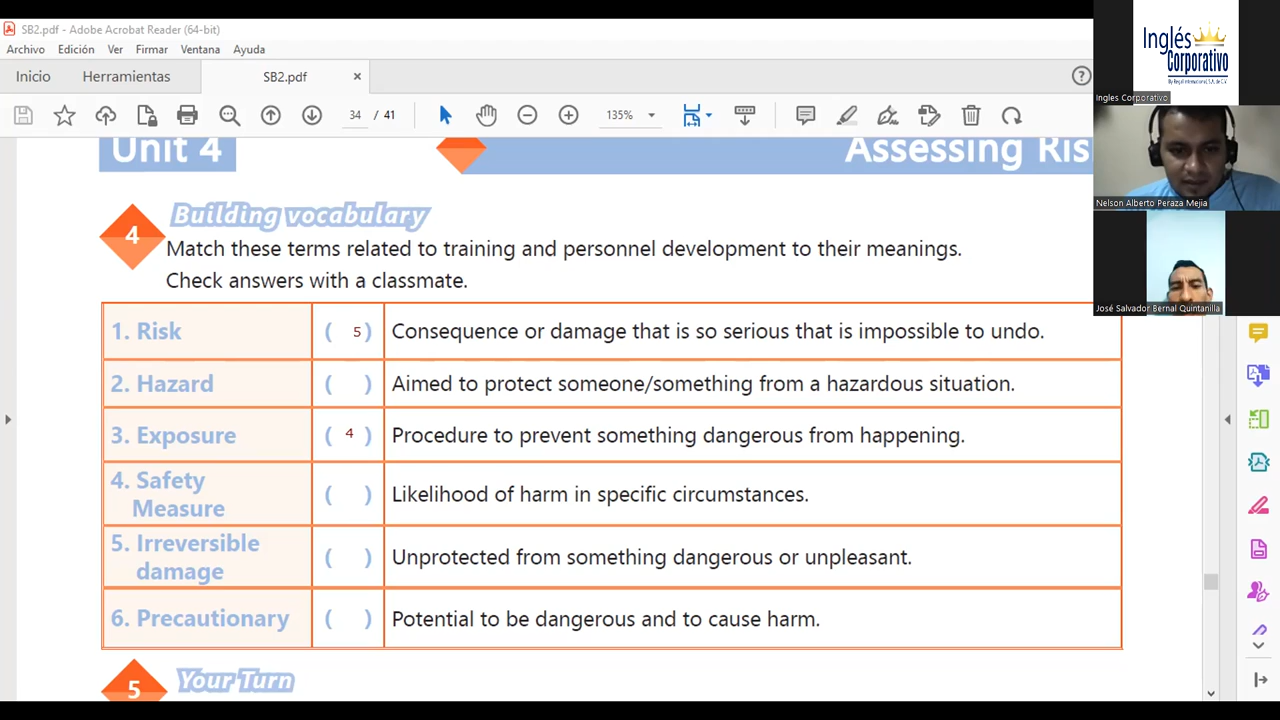 SB2.pdf - Adobe Acrobat Reader (64-bit)
Archivo Edición Ver Firmar Ventana Ayuda
Inicio Herramientas SB2.pdf ×
34 / 41 135%
Unit 4 Assessing Ris
4 Building vocabulary
Match these terms related to training and personnel development to their meanings.
Check answers with a classmate.
1. Risk ( 5 ) Consequence or damage that is so serious that is impossible to undo.
2. Hazard ( ) Aimed to protect someone/something from a hazardous situation.
3. Exposure ( 4 ) Procedure to prevent something dangerous from happening.
4. Safety Measure ( ) Likelihood of harm in specific circumstances.
5. Irreversible damage ( ) Unprotected from something dangerous or unpleasant.
6. Precautionary ( ) Potential to be dangerous and to cause harm.
5 Your Turn
Inglés
Corporativo
Ingles Corporativo
Nelson Alberto Peraza Mejia
José Salvador Bernal Quintanilla